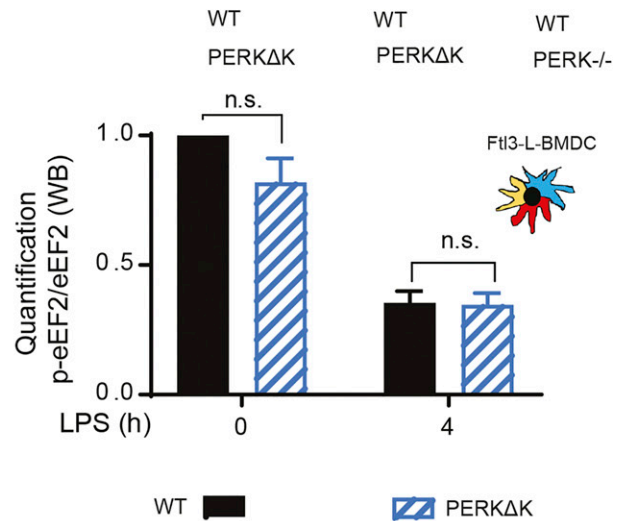 WT WT WT
PERKΔK PERKΔK PERK-/-
n.s.
1.0
Ftl3-L-BMDC
Quantification
p-eEF2/eEF2 (WB)
n.s.
0.5
0.0
LPS (h) 0 4
WT PERKΔK